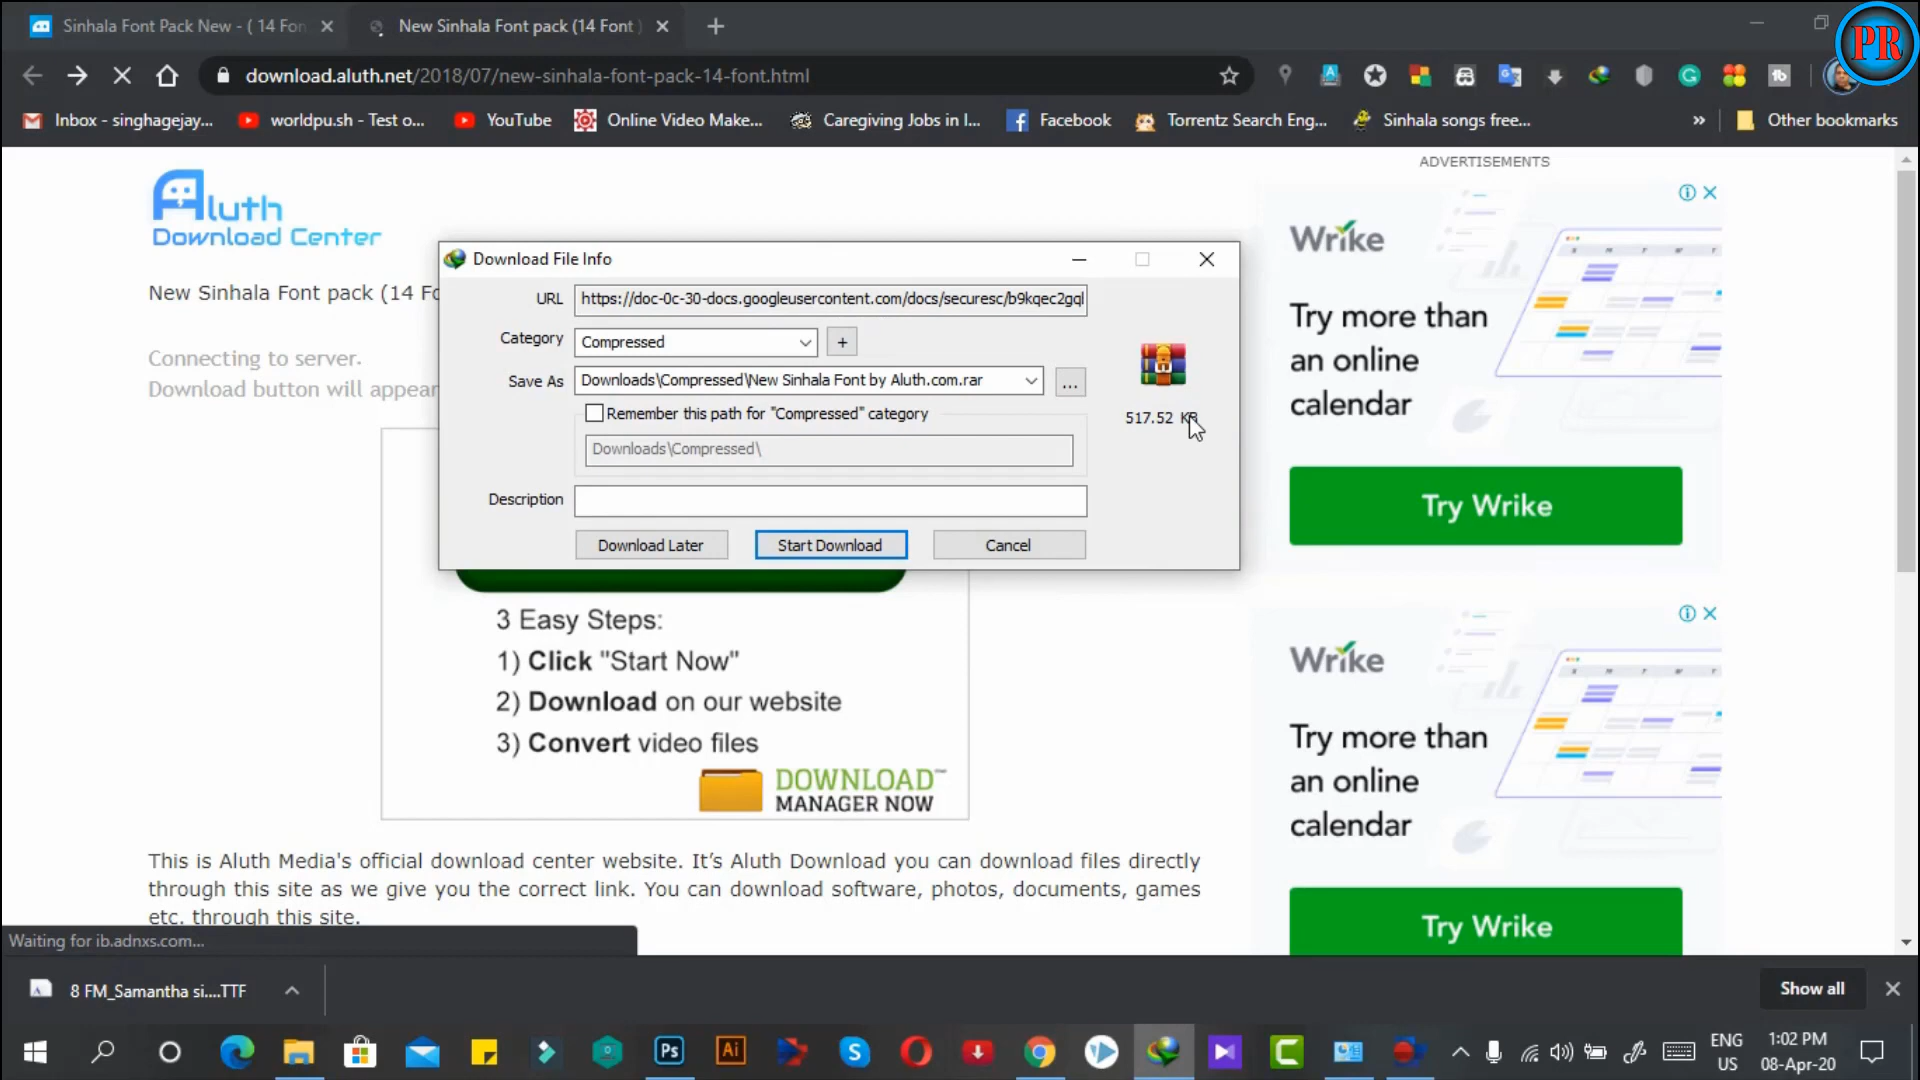 Sinhala Font Pack New - ( 14 Fon
New Sinhala Font pack (14 Font )
PR
download.aluth.net/2018/07/new-sinhala-font-pack-14-font.html
Inbox - singhagejay...
worldpu.sh - Test o...
YouTube
Online Video Make...
Caregiving Jobs in I...
Facebook
Torrentz Search Eng...
Sinhala songs free...
»
Other bookmarks
Aluth
Download Center
ADVERTISEMENTS
New Sinhala Font pack (14 Fo
Connecting to server.
Download button will appear
Download File Info
URL
https://doc-0c-30-docs.googleusercontent.com/docs/securesc/b9kqec2gql
Category
Compressed
+
Save As
Downloads\Compressed\New Sinhala Font by Aluth.com.rar
...
Remember this path for "Compressed" category
Downloads\Compressed\
517.52 KB
Description
Download Later
Start Download
Cancel
3 Easy Steps:
1) Click "Start Now"
2) Download on our website
3) Convert video files
DOWNLOAD™
MANAGER NOW
Wrike
Try more than
an online
calendar
Try Wrike
Wrike
Try more than
an online
calendar
Try Wrike
This is Aluth Media's official download center website. It’s Aluth Download you can download files directly
through this site as we give you the correct link. You can download software, photos, documents, games
etc. through this site.
Waiting for ib.adnxs.com...
8 FM_Samantha si....TTF
Show all
Ps
Ai
ENG
US
1:02 PM
08-Apr-20